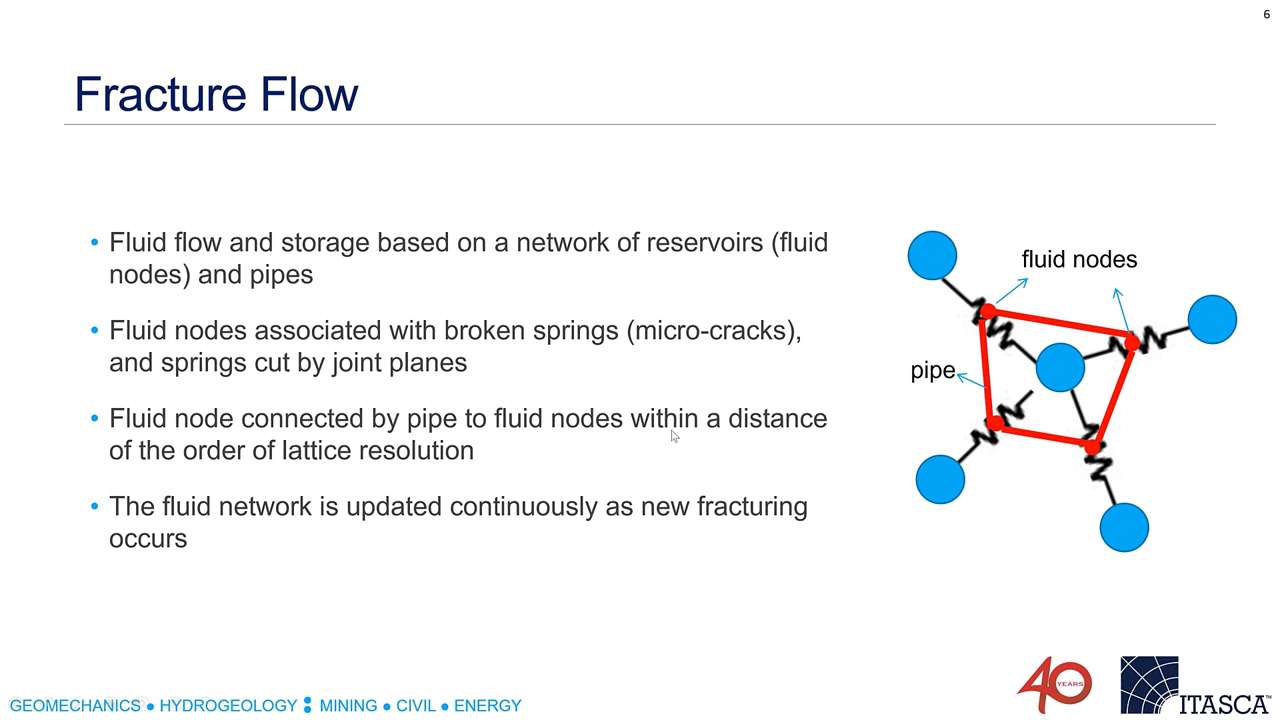 6
Fracture Flow
• Fluid flow and storage based on a network of reservoirs (fluid
nodes) and pipes
• Fluid nodes associated with broken springs (micro-cracks),
and springs cut by joint planes
• Fluid node connected by pipe to fluid nodes within a distance
of the order of lattice resolution
• The fluid network is updated continuously as new fracturing
occurs
fluid nodes
pipe
GEOMECHANICS ● HYDROGEOLOGY ● MINING ● CIVIL ● ENERGY
40 YEARS
ITASCA™